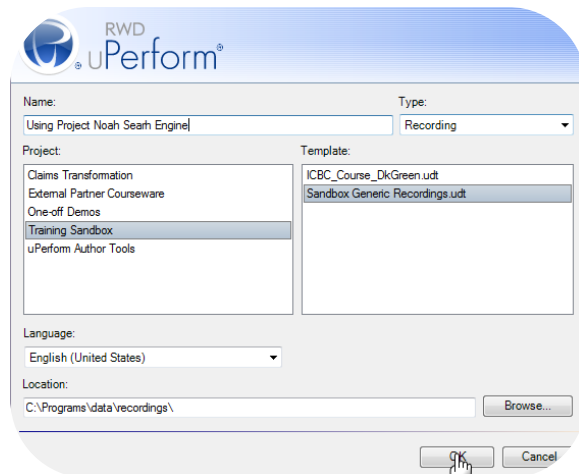 RWD
uPerform®
Name: Type:
Using Project Noah Searh Engine Recording
Project: Template:
Claims Transformation ICBC_Course_DkGreen.udt
External Partner Courseware Sandbox Generic Recordings.udt
One-off Demos
Training Sandbox
uPerform Author Tools
Language:
English (United States)
Location:
C:\Programs\data\recordings\ Browse...
OK Cancel